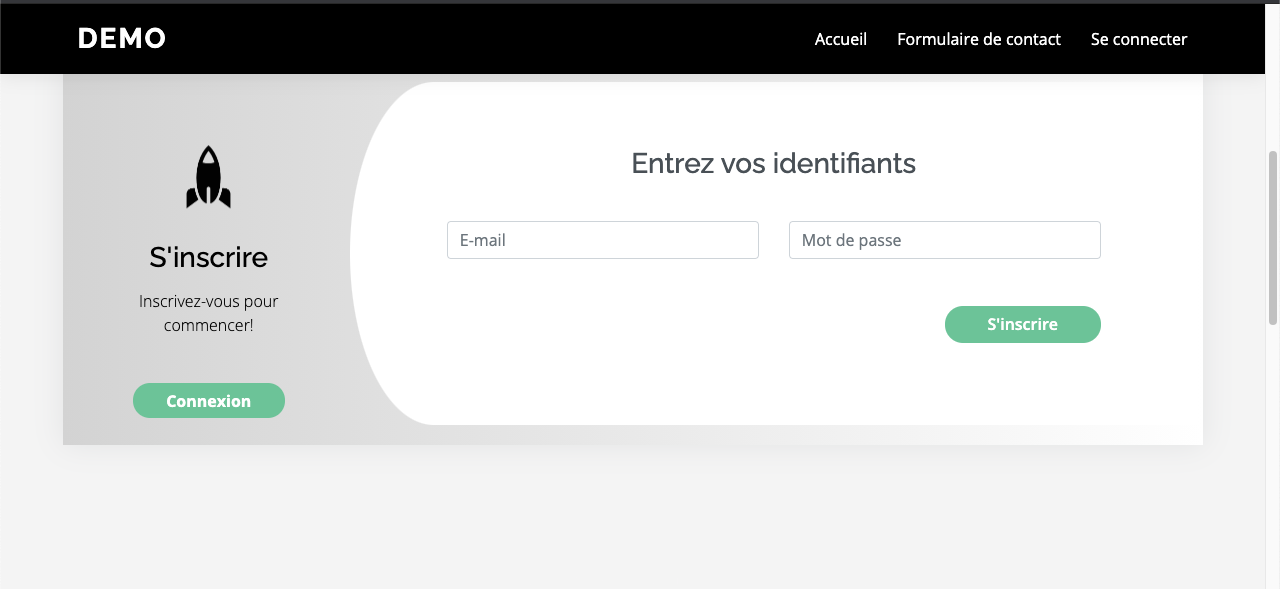 DEMO
Accueil
Formulaire de contact
Se connecter
S'inscrire
Inscrivez-vous pour
commencer!
Connexion
Entrez vos identifiants
E-mail
Mot de passe
S'inscrire